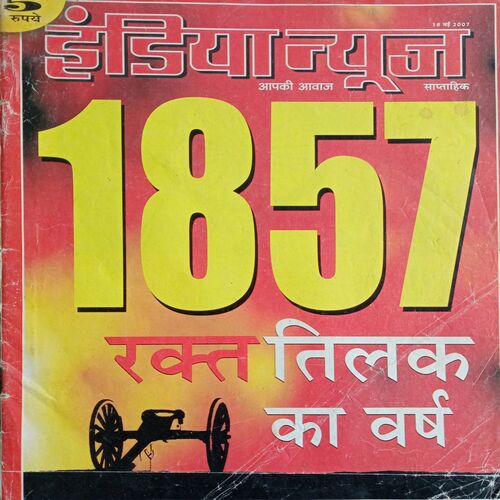 5
रुपये
18 मई 2007
इंडिया न्यूज
आपकी आवाज साप्ताहिक
1857
रक्त तिलक
का वर्ष